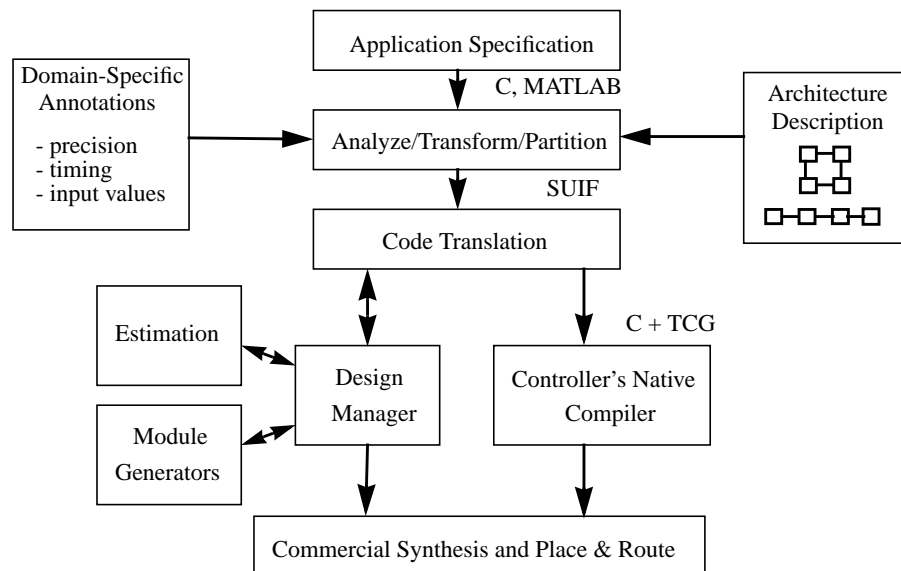 Application Specification
C, MATLAB
Domain-Specific
Annotations
- precision
- timing
- input values
Analyze/Transform/Partition
Architecture
Description
SUIF
Code Translation
C + TCG
Estimation
Design
Manager
Controller's Native
Compiler
Module
Generators
Commercial Synthesis and Place & Route